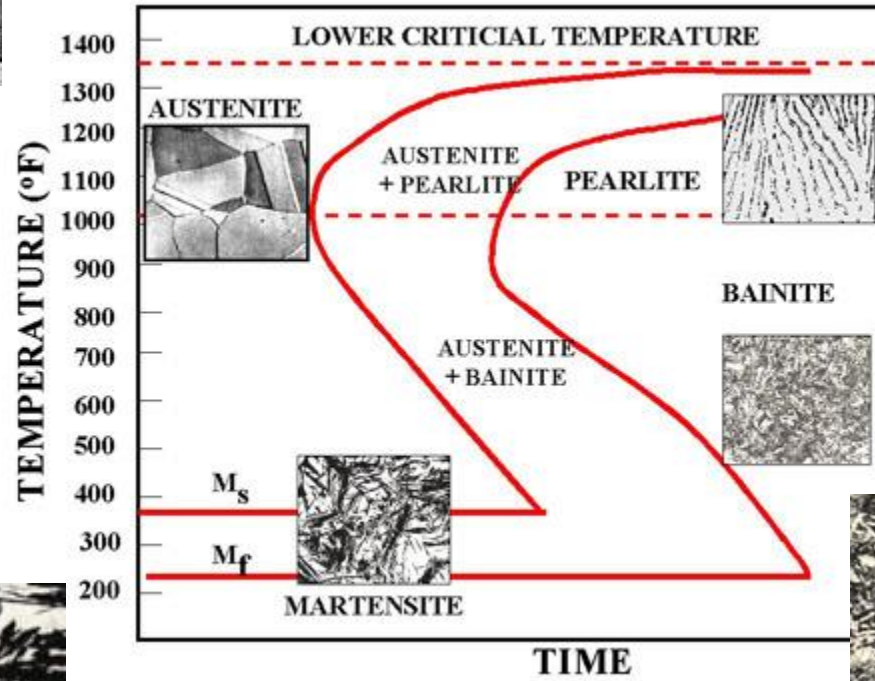 LOWER CRITICIAL TEMPERATURE
TEMPERATURE (°F)
1400
1300
1200
1100
1000
900
800
700
600
500
400
300
200
AUSTENITE
AUSTENITE
+ PEARLITE
PEARLITE
BAINITE
AUSTENITE
+ BAINITE
Ms
Mf
MARTENSITE
TIME